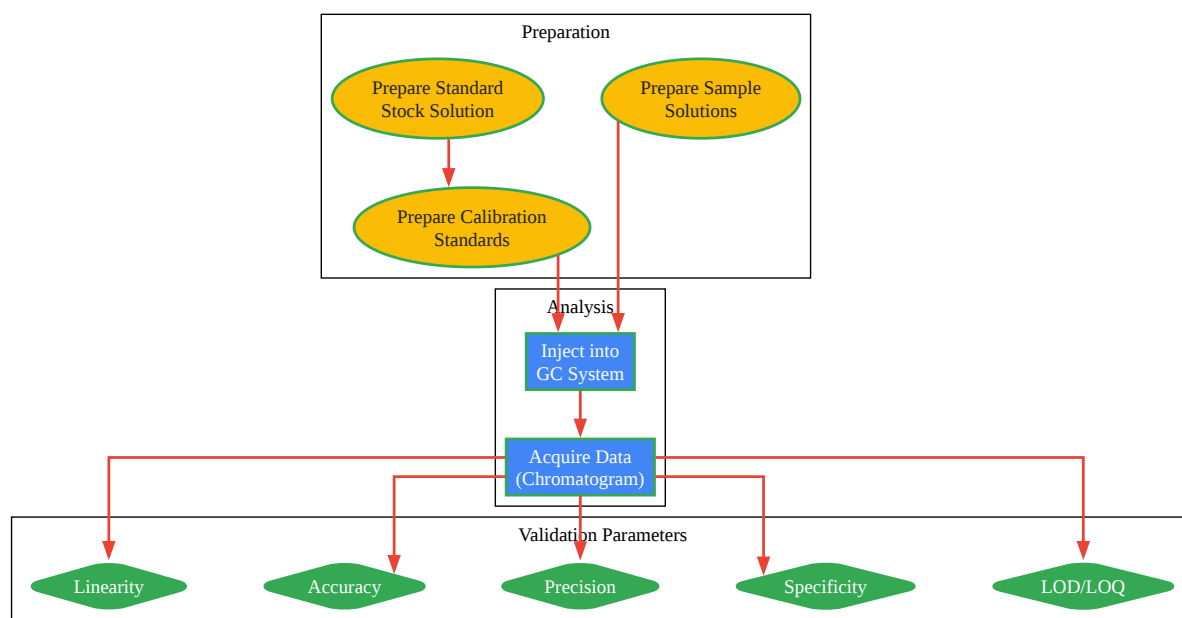 Preparation
Prepare Standard
Stock Solution
Prepare Sample
Solutions
Prepare Calibration
Standards
Analysis
Inject into
GC System
Acquire Data
(Chromatogram)
Validation Parameters
Linearity
Accuracy
Precision
Specificity
LOD/LOQ